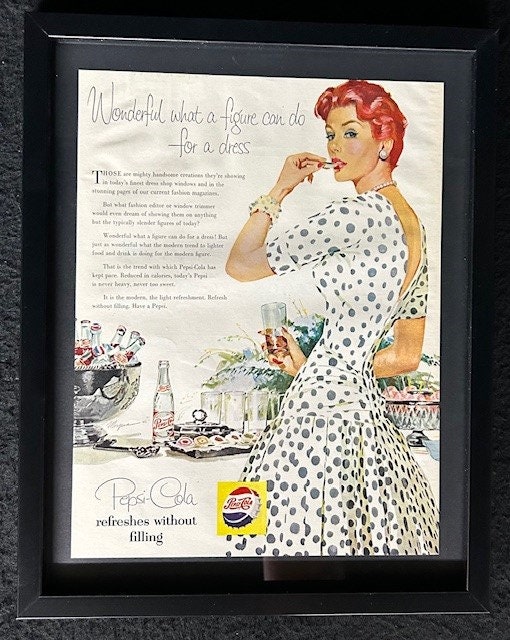 Wonderful what a figure can do
for a dress
THOSE are mighty handsome creations they're showing
in today's finest dress shop windows and in the
stunning pages of our current fashion magazines.
But what fashion editor or window trimmer
would even dream of showing them on anything
but the typically slender figures of today?
Wonderful what a figure can do for a dress! But
just as wonderful what the modern trend to lighter
food and drink is doing for the modern figure.
That is the trend with which Pepsi-Cola has
kept pace. Reduced in calories, today's Pepsi
is never heavy, never too sweet.
It is the modern, the light refreshment. Refresh
without filling. Have a Pepsi.
Pepsi-Cola
Pepsi-Cola
refreshes without
filling
Pepsi-Cola